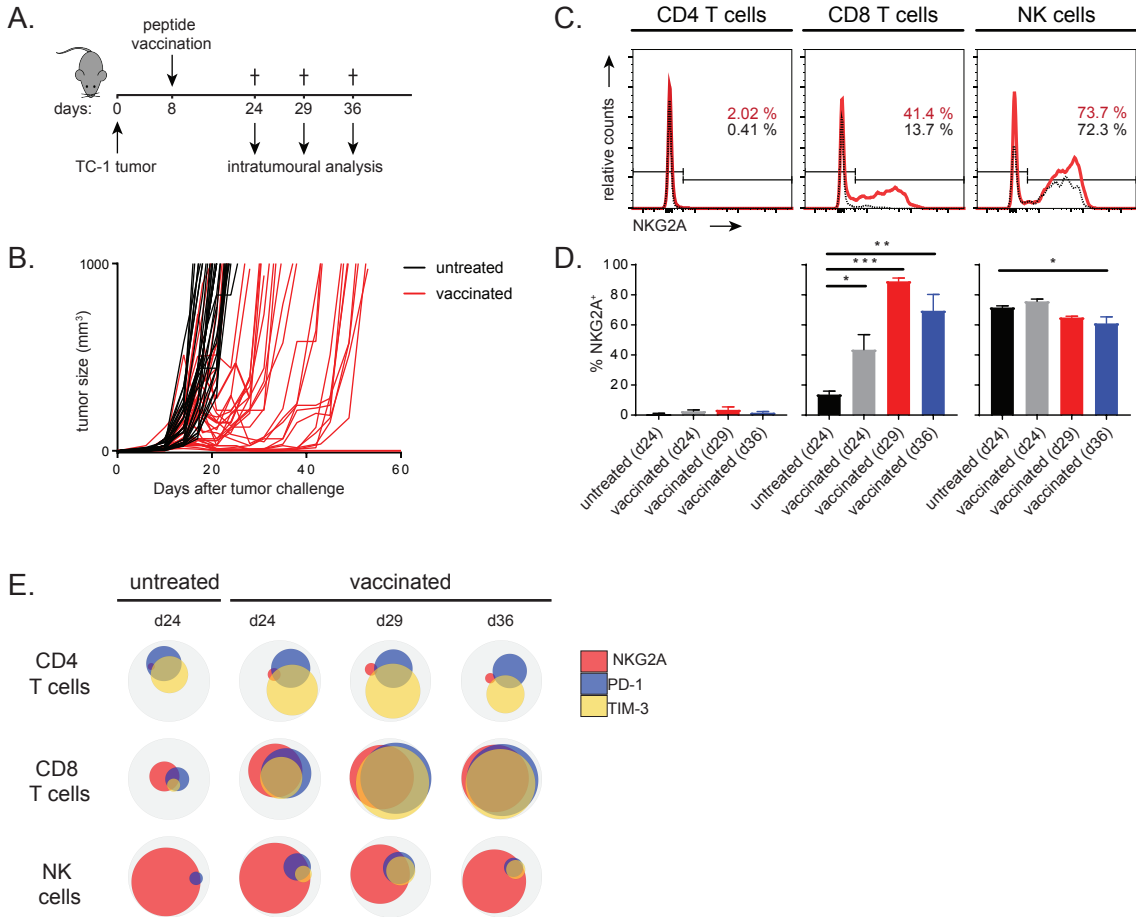 A.
peptide
vaccination
† † †
days: 0 8 24 29 36
TC-1 tumor
intratumoural analysis
B.
1000
0
tumor size (mm³)
0 20 40 60
Days after tumor challenge
untreated
vaccinated
C.
CD4 T cells
CD8 T cells
NK cells
relative counts
2.02 %
0.41 %
41.4 %
13.7 %
73.7 %
72.3 %
NKG2A
D.
% NKG2A⁺
100
80
60
40
20
0
* *
* * *
*
*
untreated (d24)
vaccinated (d24)
vaccinated (d29)
vaccinated (d36)
untreated (d24)
vaccinated (d24)
vaccinated (d29)
vaccinated (d36)
untreated (d24)
vaccinated (d24)
vaccinated (d29)
vaccinated (d36)
E.
untreated
vaccinated
d24 d24 d29 d36
CD4
T cells
CD8
T cells
NK
cells
NKG2A
PD-1
TIM-3